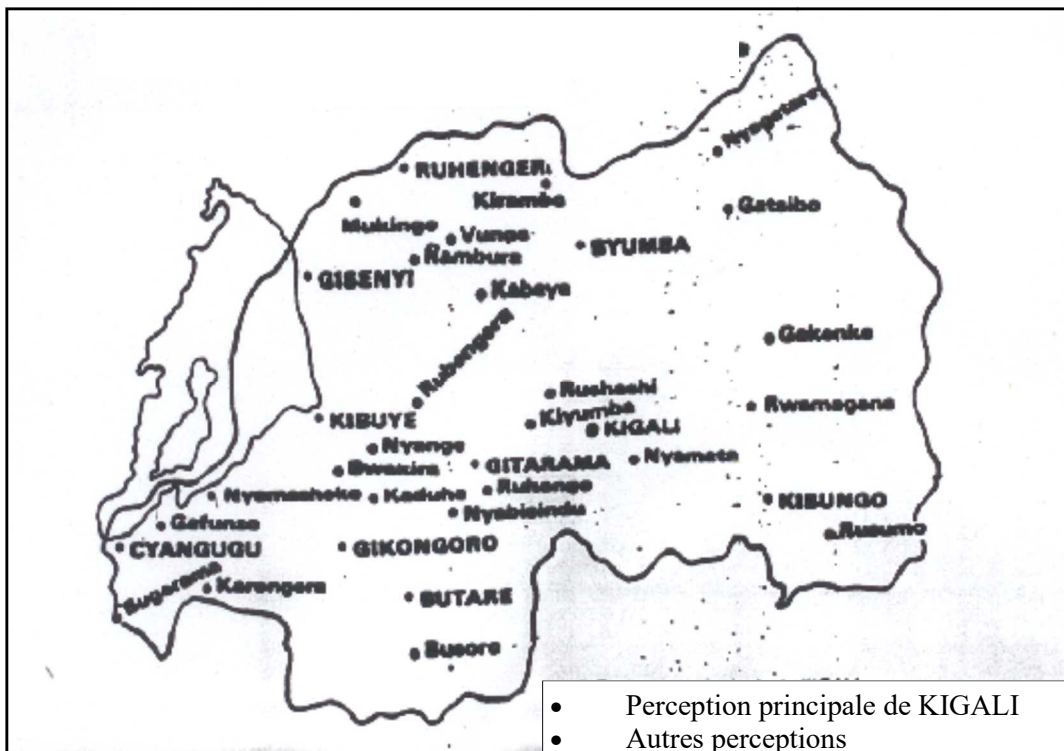 Nyagatare
RUHENGERI
Kirambo
Gatsibo
Mukingo
Vunga
BYUMBA
Rambura
GISENYI
Kabaya
Rubengera
Gakenke
Rushashi
Rwamagana
Kiyumba
KIBUYE
KIGALI
Nyange
Nyamata
Bwakira
GITARAMA
Ruhango
Nyamasheke
Kaduha
KIBUNGO
Nyabisindu
Gafunzo
Rusumo
CYANGUGU
GIKONGORO
Bugarama
Karengera
BUTARE
Busoro
• Perception principale de KIGALI
• Autres perceptions